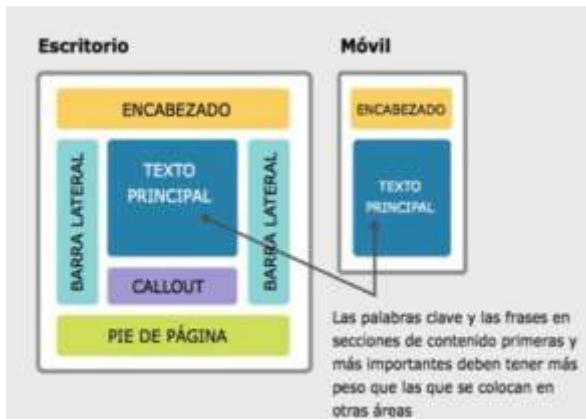 Escritorio
Móvil
ENCABEZADO
BARRA LATERAL
TEXTO
PRINCIPAL
BARRA LATERAL
CALLOUT
PIE DE PÁGINA
ENCABEZADO
TEXTO
PRINCIPAL
Las palabras clave y las frases en
secciones de contenido primeras y
más importantes deben tener más
peso que las que se colocan en
otras áreas